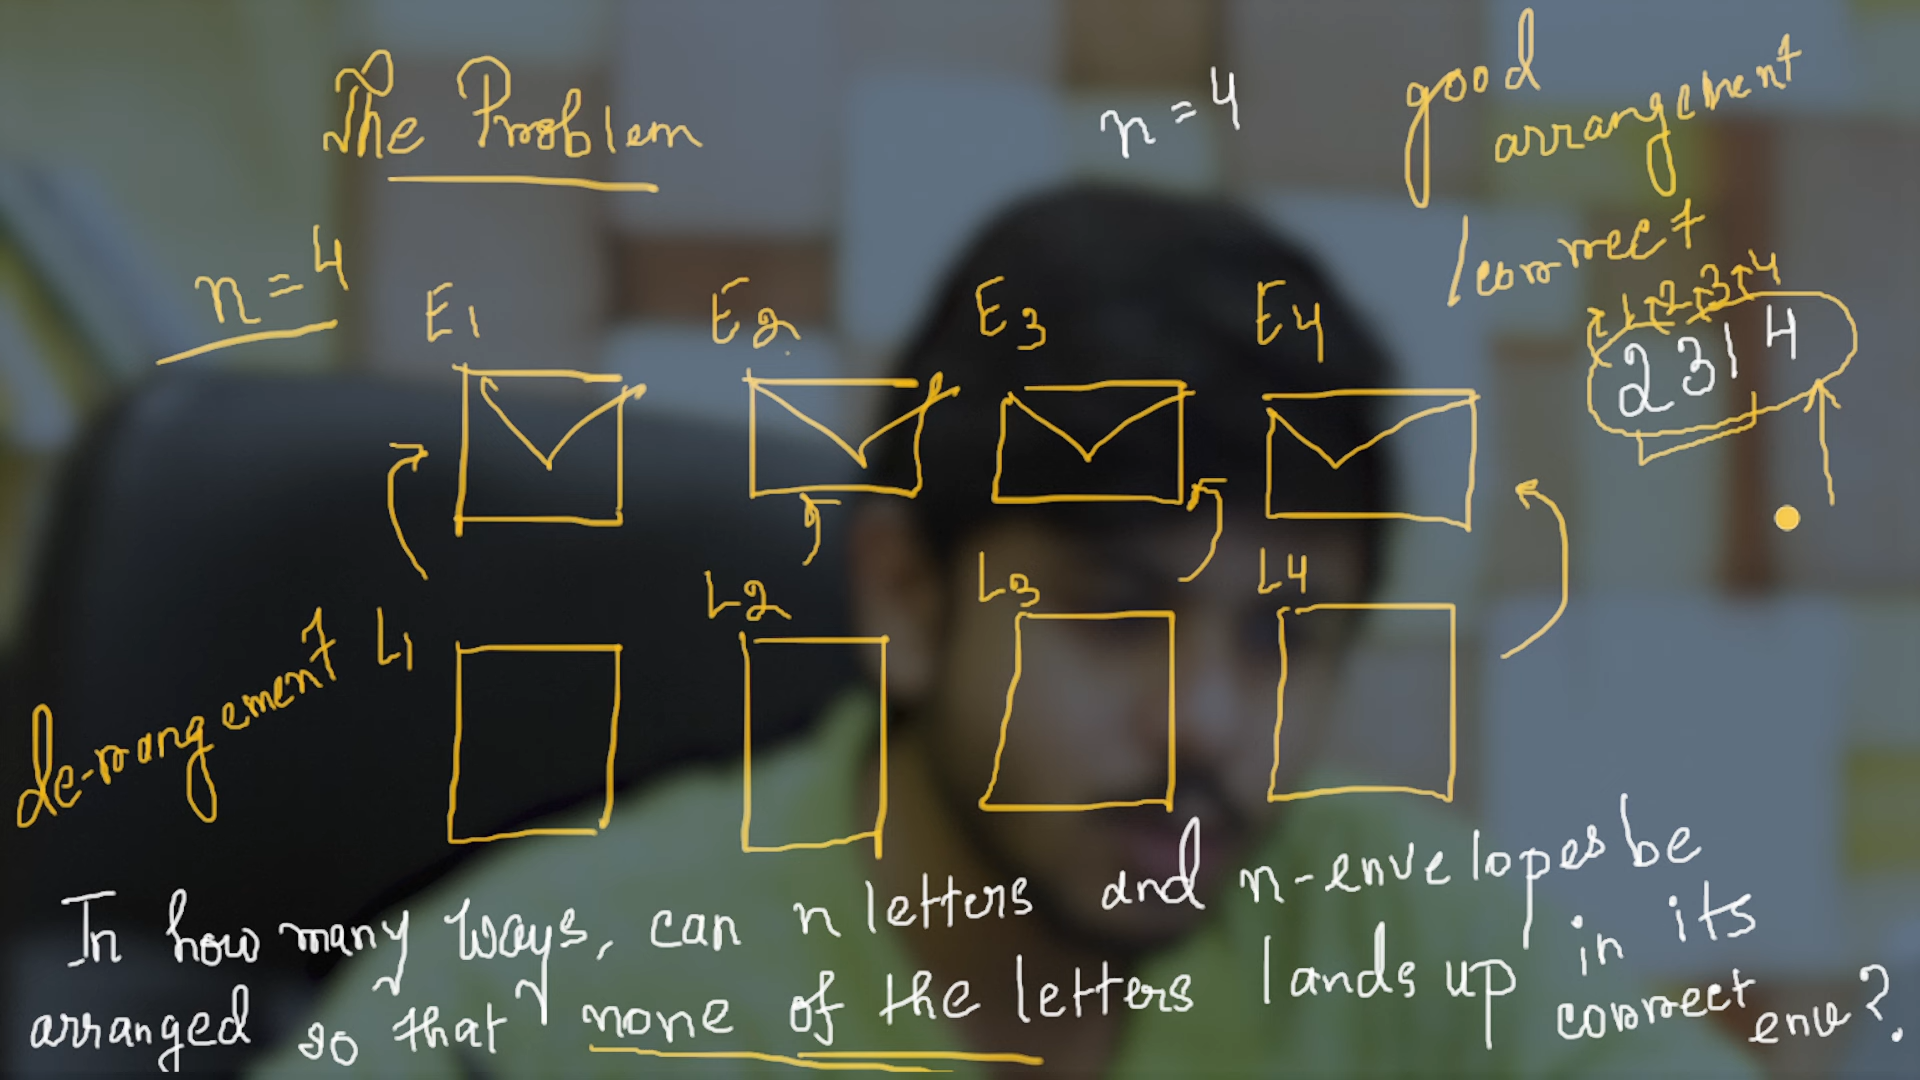 The Problem
n = 4
good
arrangement
/correct
n = 4
E1 E2 E3 E4
1 2 3 4
2 3 1 4
L1 L2 L3 L4
de-rangement
In how many ways, can n letters and n-envelopes be
arranged so that none of the letters lands up in its
correct env?